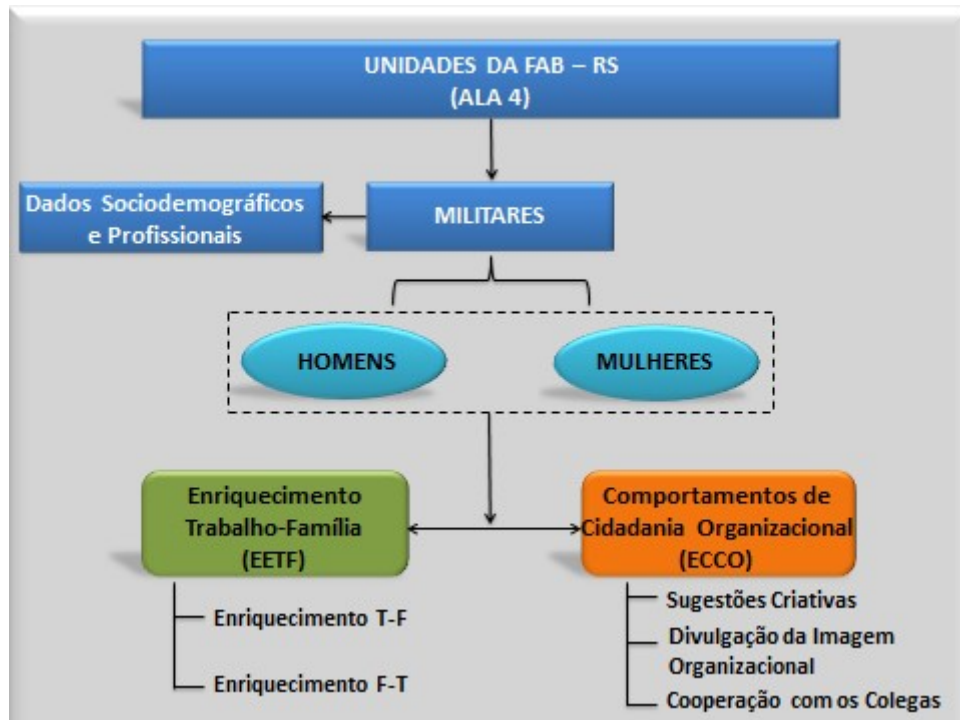 UNIDADES DA FAB – RS
(ALA 4)
Dados Sociodemográficos
e Profissionais
MILITARES
HOMENS
MULHERES
Enriquecimento
Trabalho-Família
(EETF)
Comportamentos de
Cidadania Organizacional
(ECCO)
Enriquecimento T-F
Enriquecimento F-T
Sugestões Criativas
Divulgação da Imagem
Organizacional
Cooperação com os Colegas